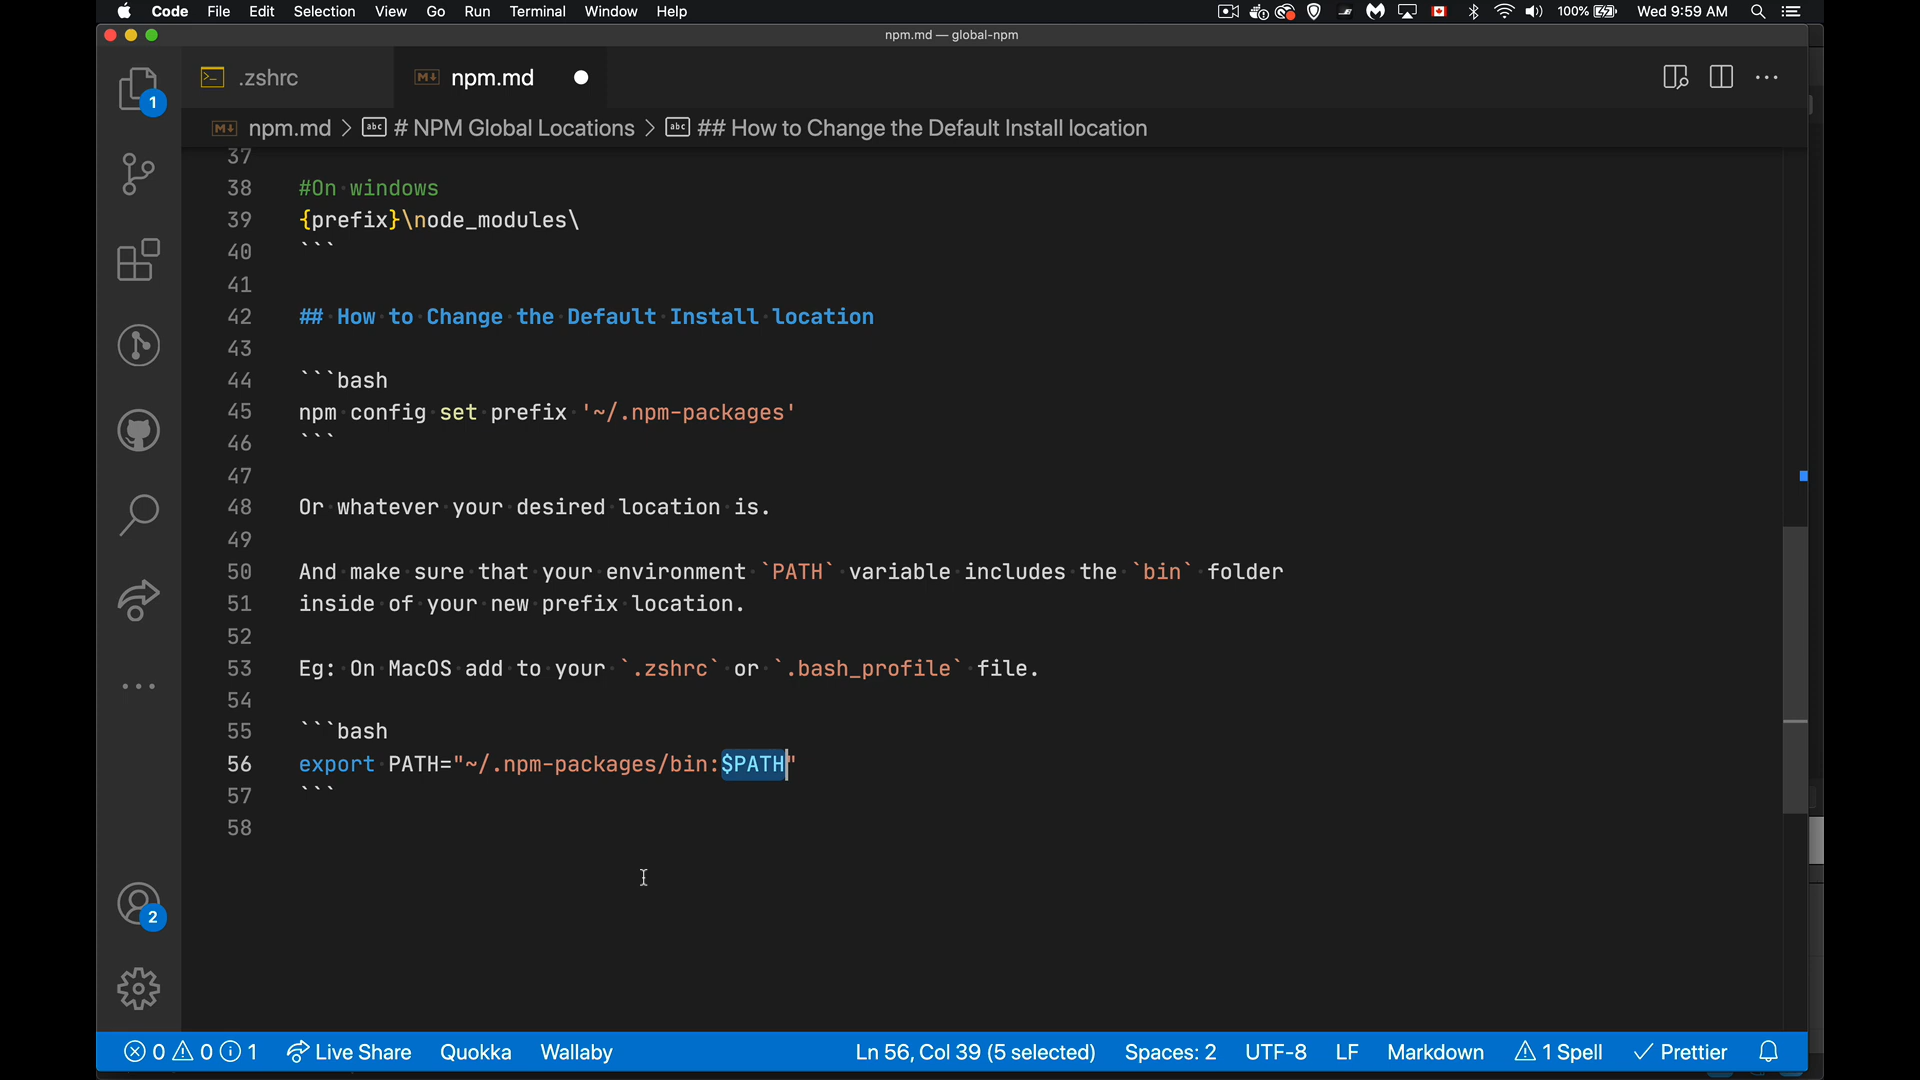 Code File Edit Selection View Go Run Terminal Window Help 100% Wed 9:59 AM
npm.md — global-npm
.zshrc npm.md
npm.md > # NPM Global Locations > ## How to Change the Default Install location
37
38 #On windows
39 {prefix}\node_modules\
40 ```
41
42 ## How to Change the Default Install location
43
44 ```bash
45 npm config set prefix '~/.npm-packages'
46 ```
47
48 Or whatever your desired location is.
49
50 And make sure that your environment `PATH` variable includes the `bin` folder
51 inside of your new prefix location.
52
53 Eg: On MacOS add to your `.zshrc` or `.bash_profile` file.
54
55 ```bash
56 export PATH="~/.npm-packages/bin:$PATH"
57 ```
58
1
2
0 0 1 Live Share Quokka Wallaby Ln 56, Col 39 (5 selected) Spaces: 2 UTF-8 LF Markdown 1 Spell Prettier